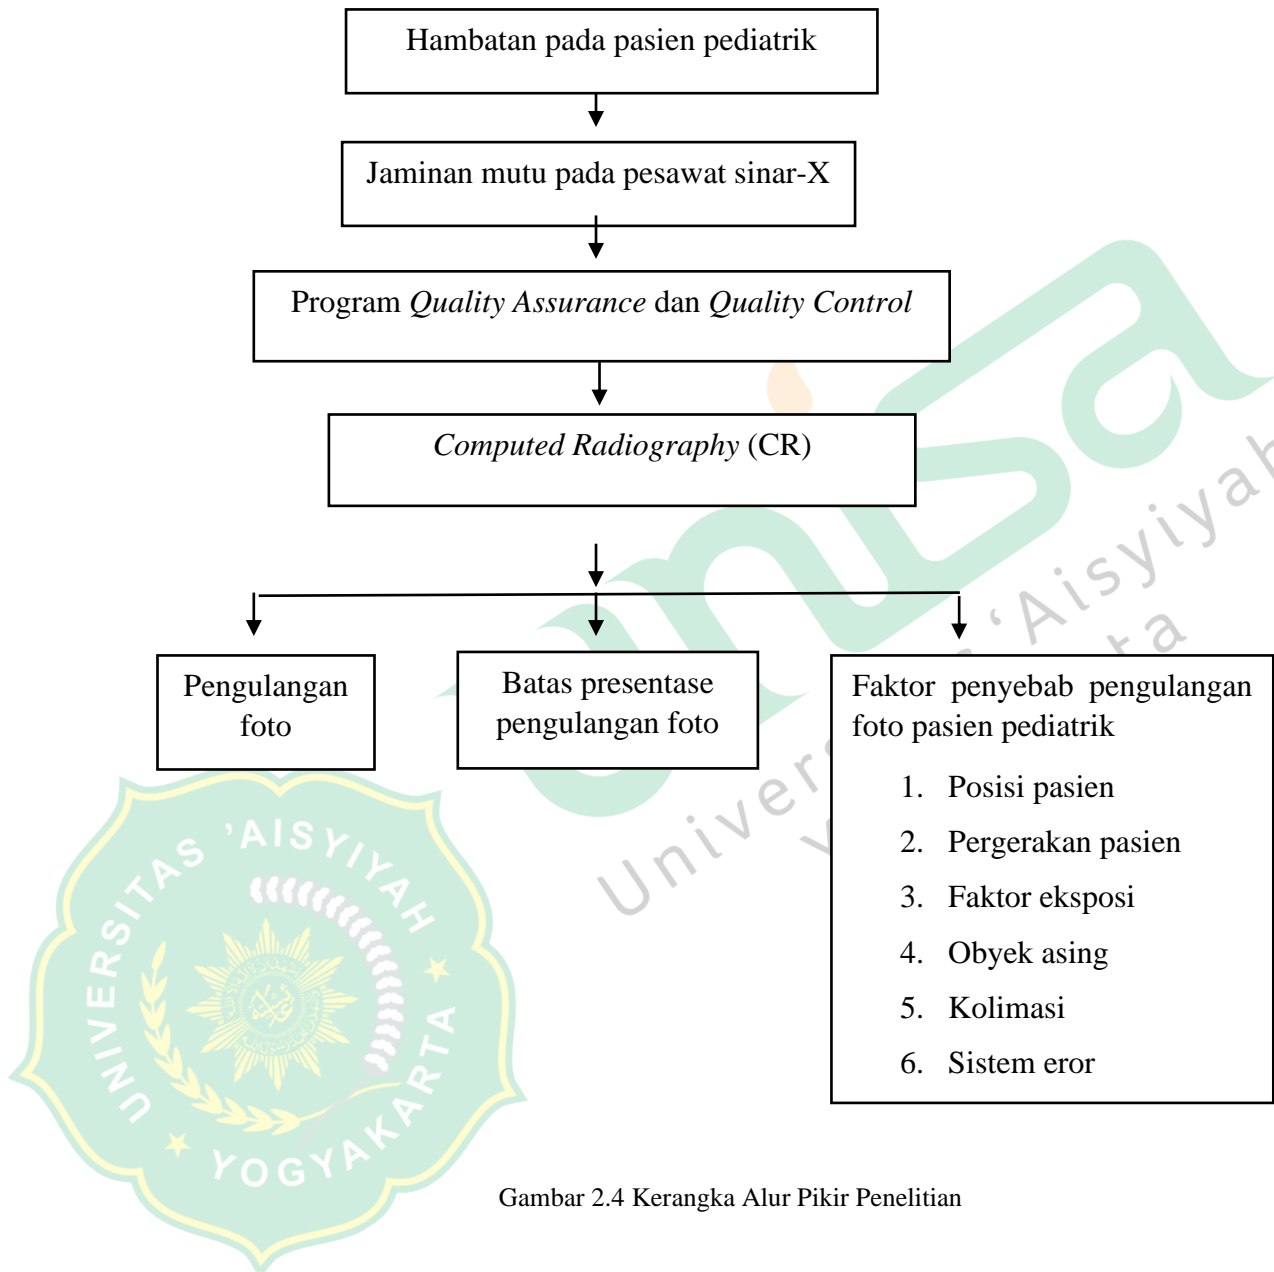 Hambatan pada pasien pediatrik
Jaminan mutu pada pesawat sinar-X
Program Quality Assurance dan Quality Control
Computed Radiography (CR)
Pengulangan
foto
Batas presentase
pengulangan foto
Faktor penyebab pengulangan
foto pasien pediatrik
1. Posisi pasien
2. Pergerakan pasien
3. Faktor eksposi
4. Obyek asing
5. Kolimasi
6. Sistem eror
Gambar 2.4 Kerangka Alur Pikir Penelitian
UNIVERSITAS 'AISYIYAH
YOGYAKARTA
unisa
'Aisyiyah